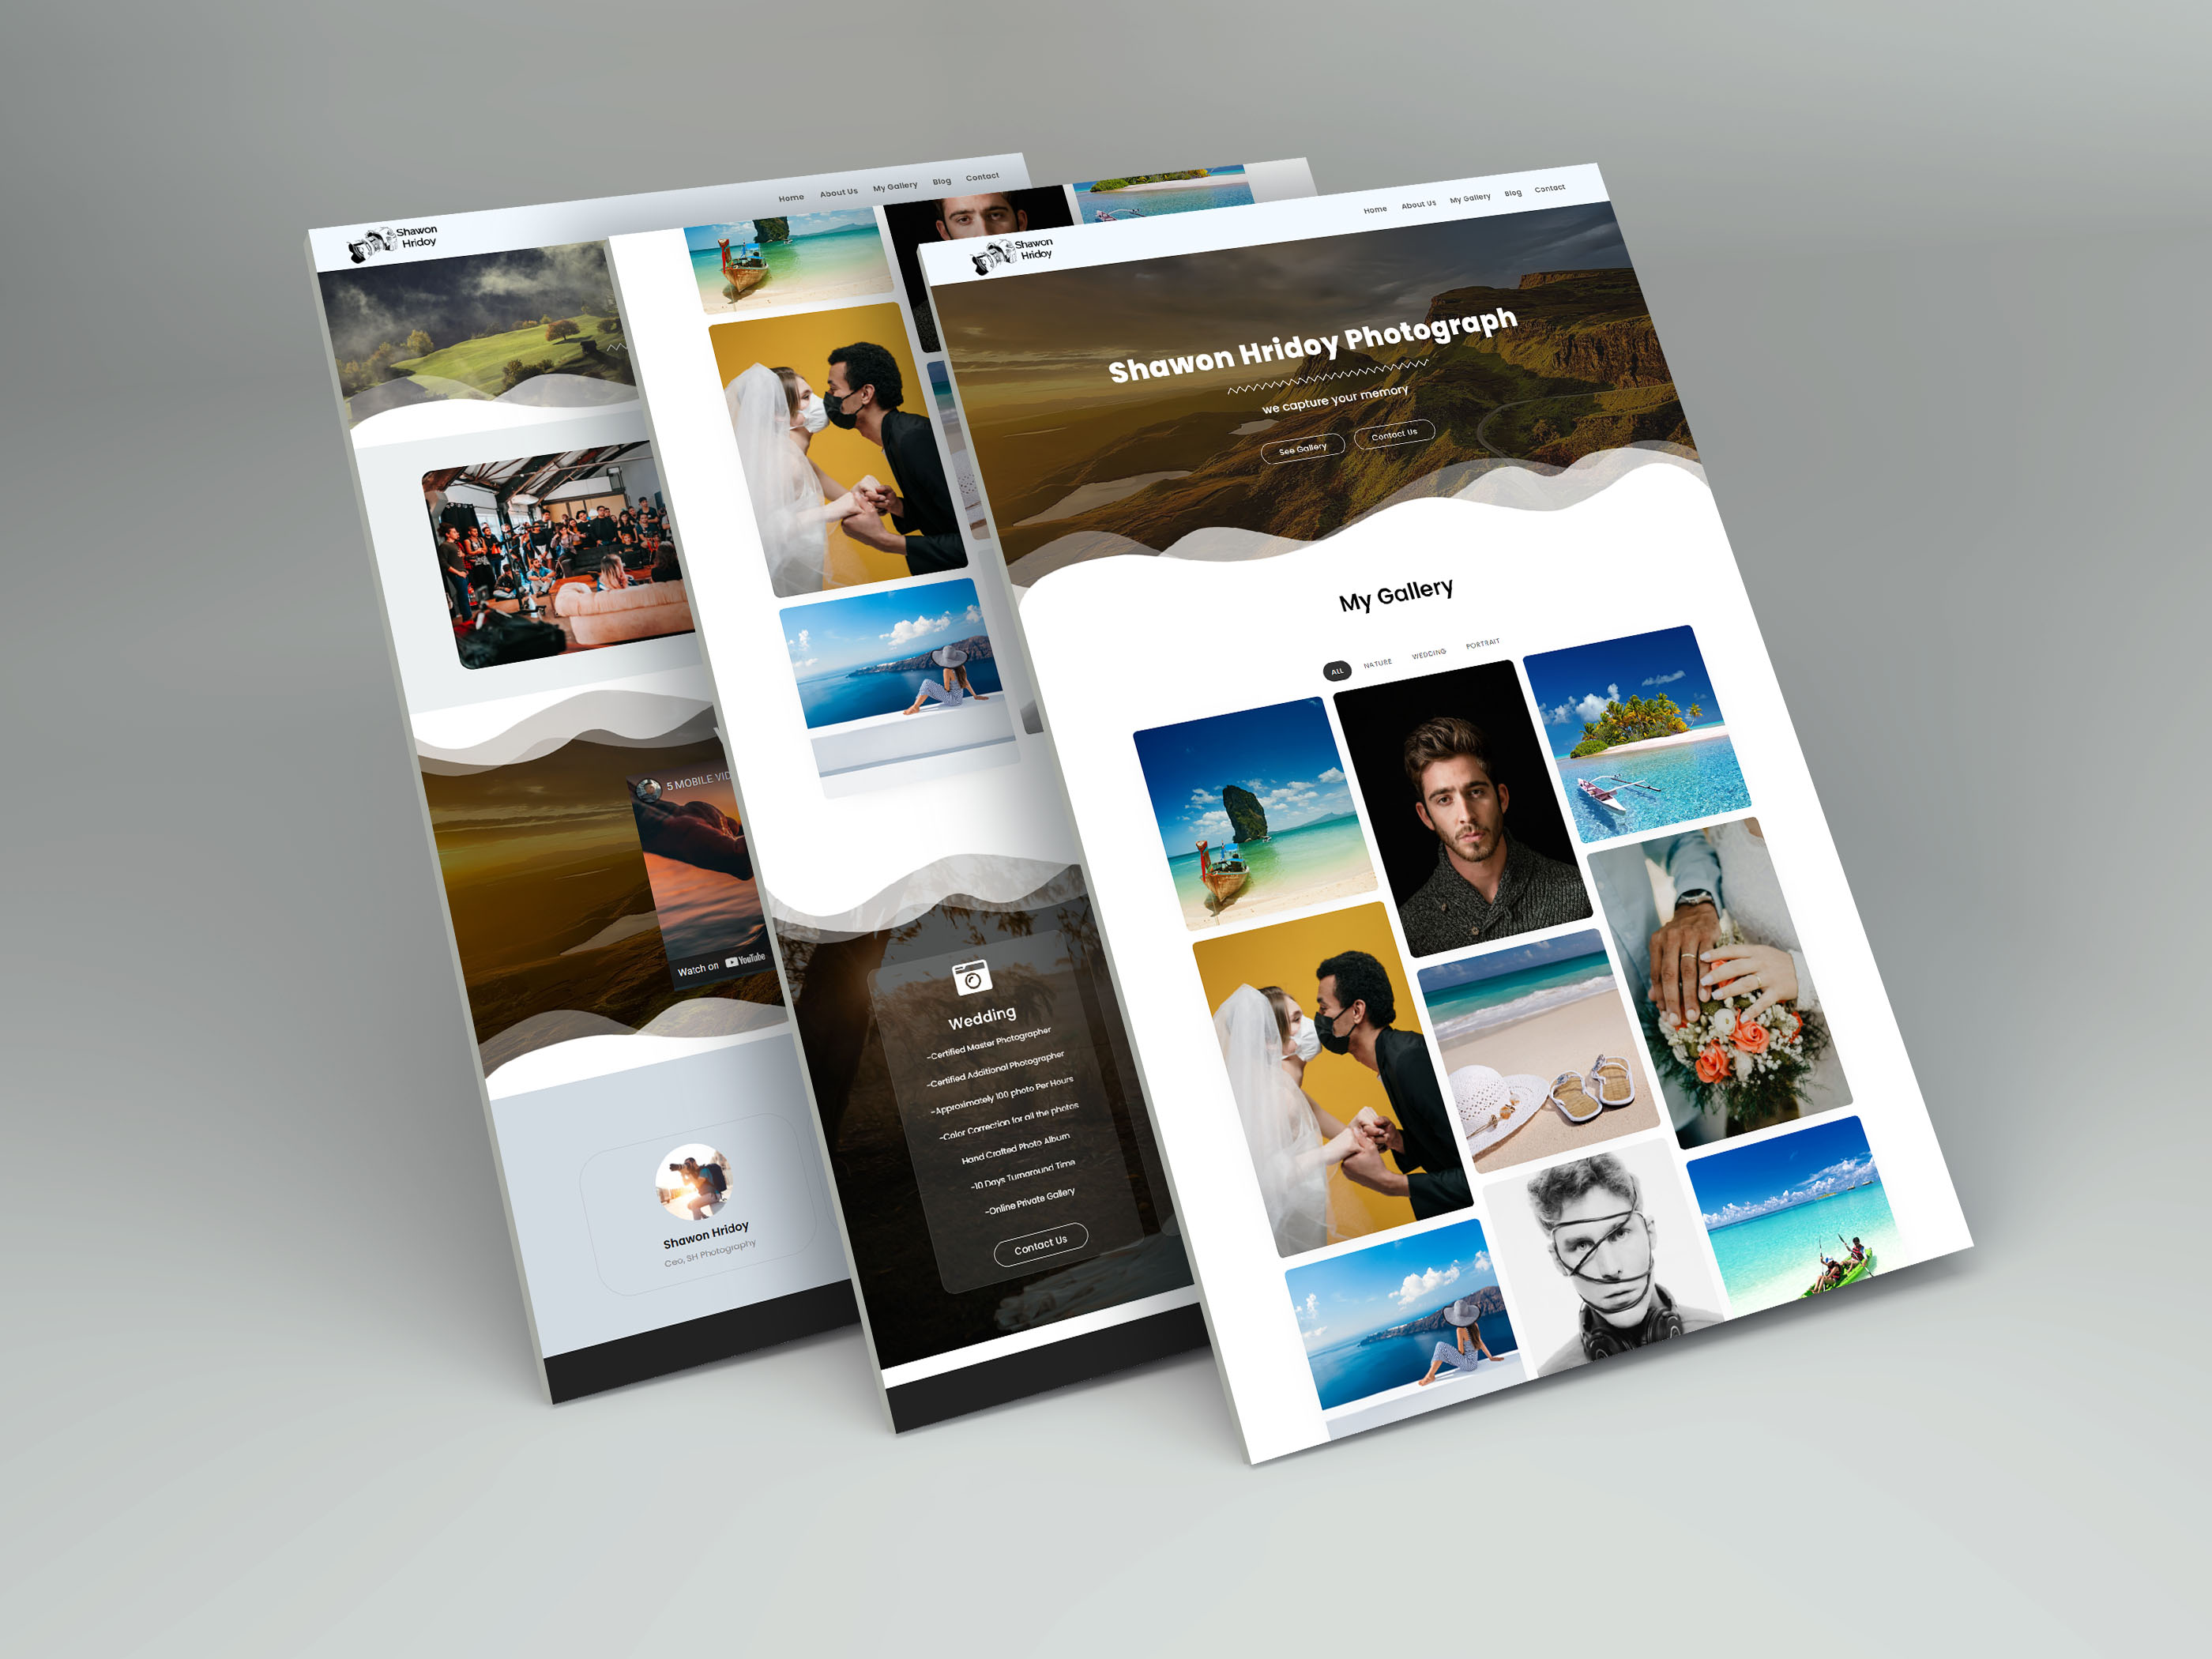 Shawon
Hridoy
Home About Us My Gallery Blog Contact
5 MOBILE VID
Watch on YouTube
Shawon Hridoy
Ceo, SH Photography
Wedding
-Certified Master Photographer
-Certified Additional Photographer
-Approximately 100 photo Per Hours
-Color Correction for all the photos
Hand Crafted Photo Album
-10 Days Turnaround Time
-Online Private Gallery
Contact Us
Shawon
Hridoy
Home About Us My Gallery Blog Contact
Shawon Hridoy Photograph
we capture your memory
See Gallery Contact Us
My Gallery
ALL NATURE WEDDING PORTRAIT